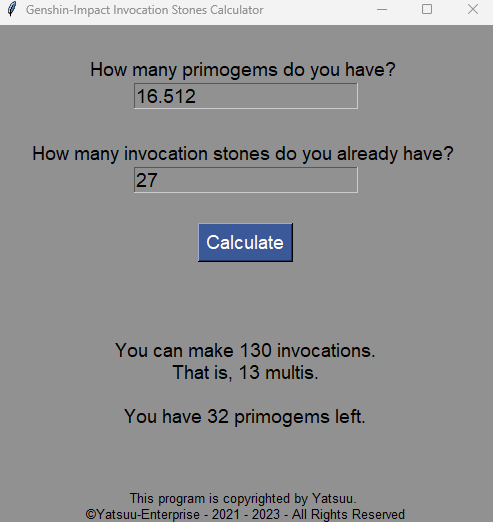 Genshin-Impact Invocation Stones Calculator
How many primogems do you have?
16.512
How many invocation stones do you already have?
27
Calculate
You can make 130 invocations.
That is, 13 multis.
You have 32 primogems left.
This program is copyrighted by Yatsuu.
©Yatsuu-Enterprise - 2021 - 2023 - All Rights Reserved